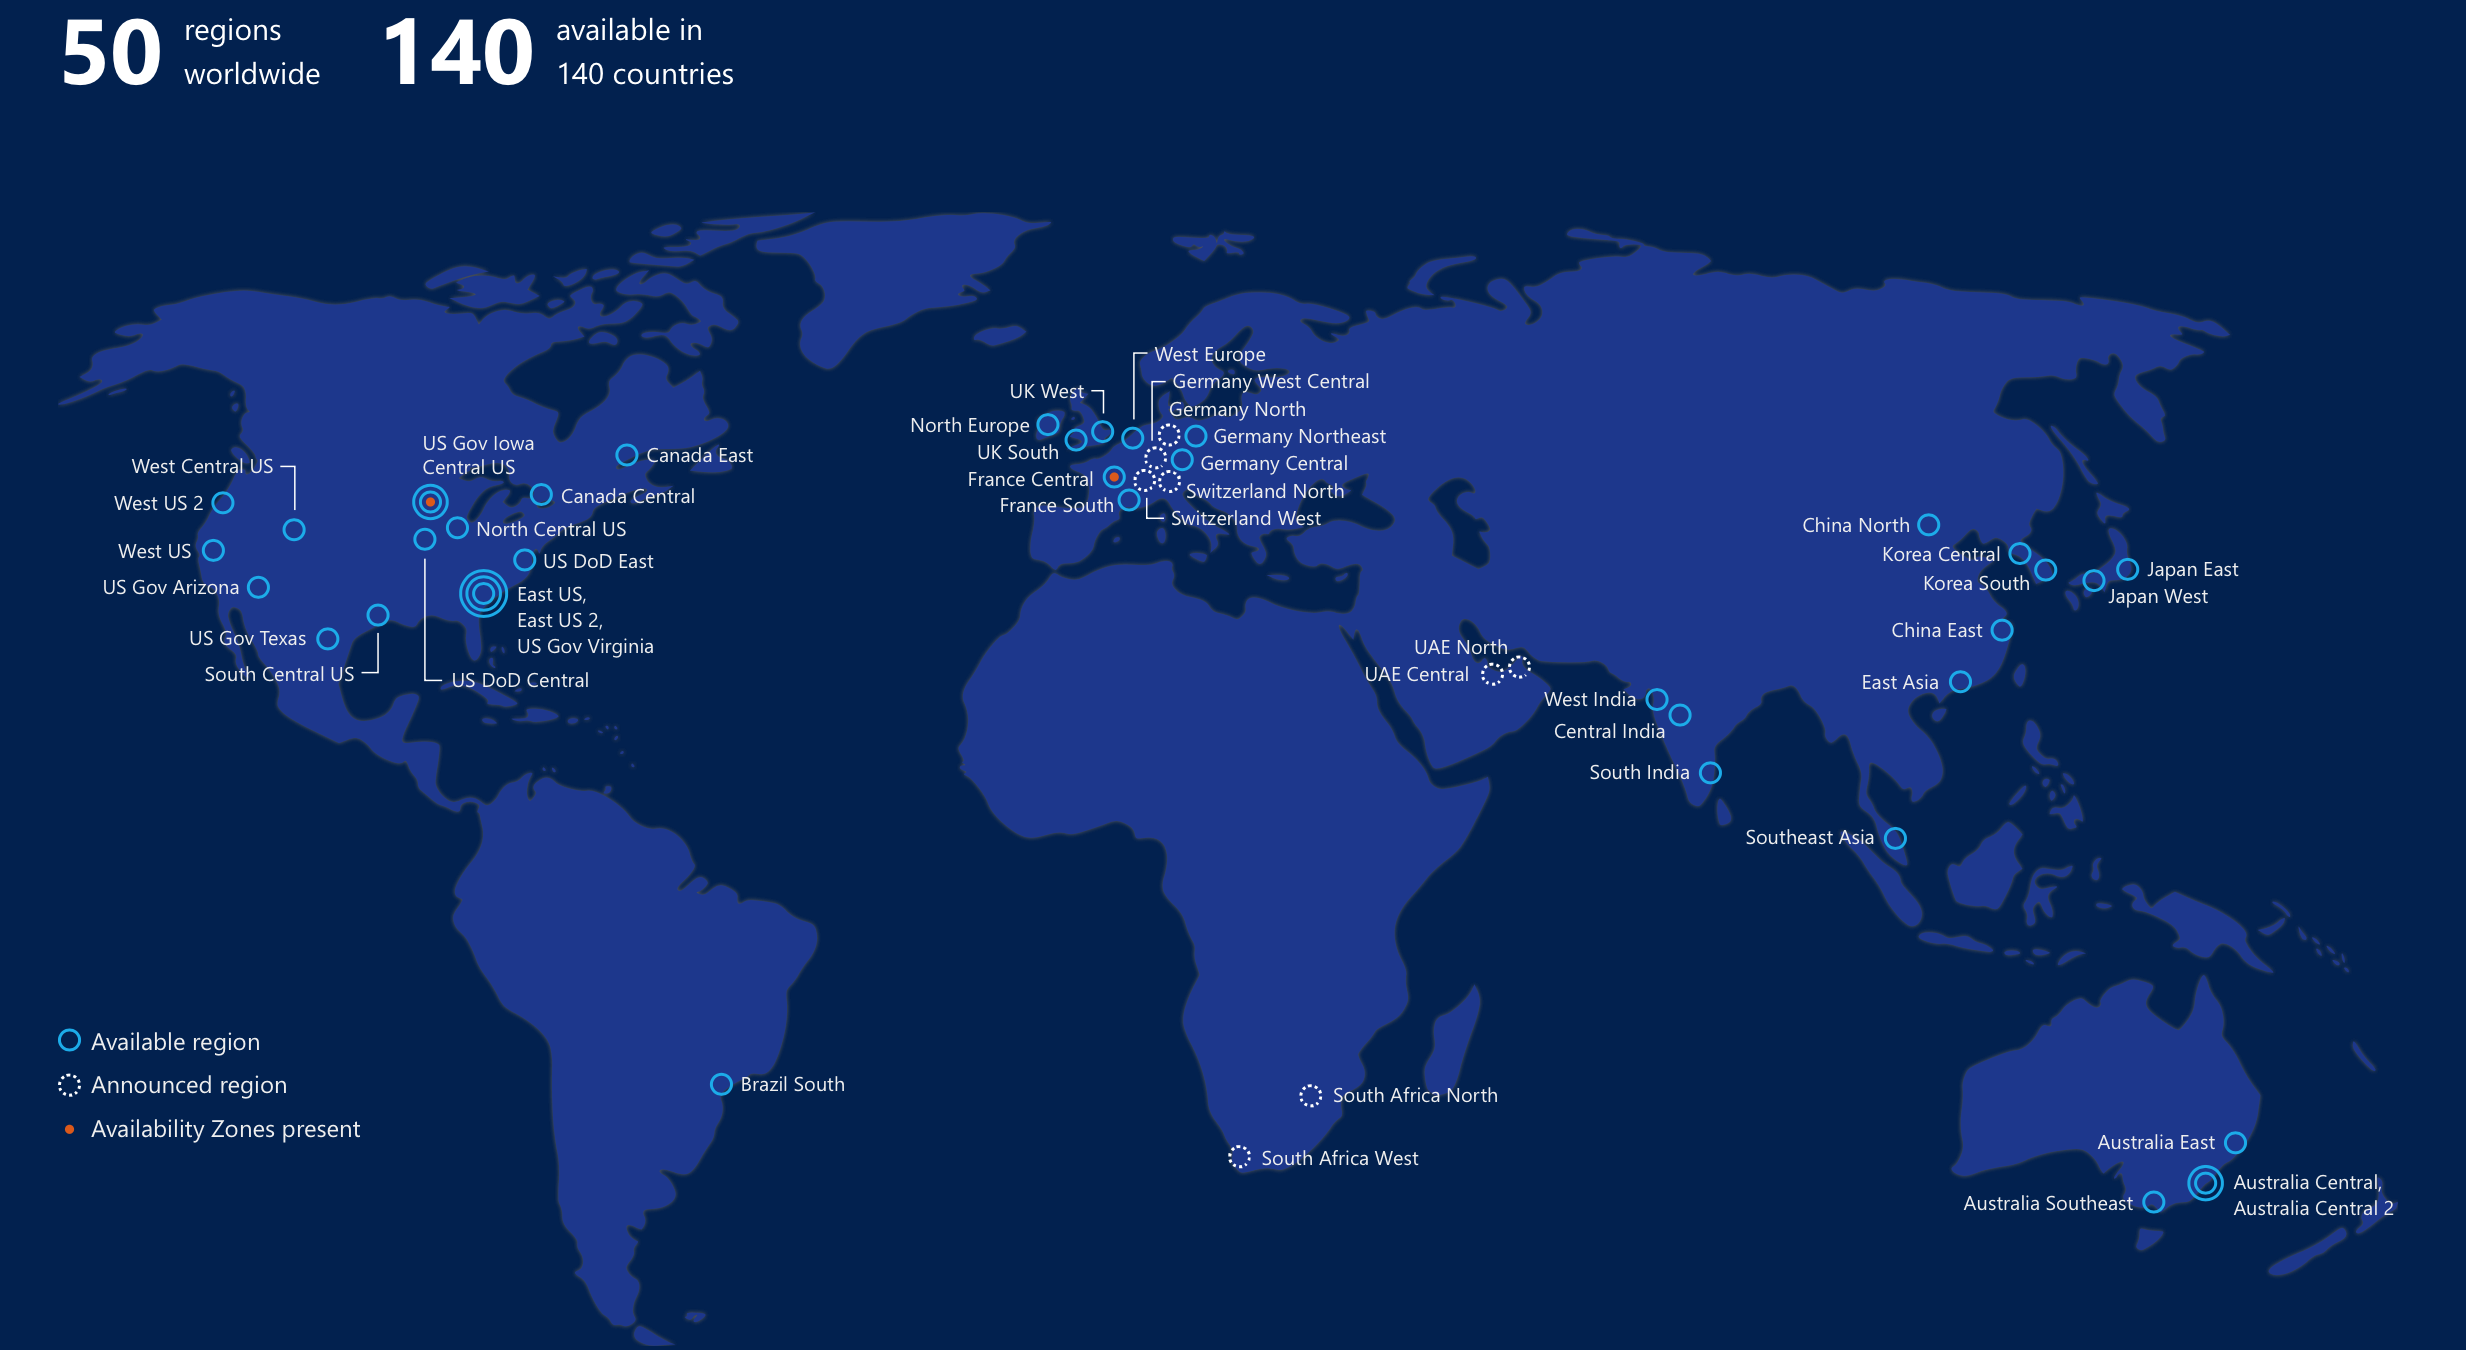 50
regions
worldwide
140
available in
140 countries
West Europe
Germany West Central
UK West
Germany North
North Europe
Germany Northeast
UK South
Germany Central
France Central
Switzerland North
France South
Switzerland West
US Gov Iowa
Central US
Canada East
West Central US
Canada Central
West US 2
North Central US
West US
US DoD East
US Gov Arizona
East US,
East US 2,
US Gov Virginia
US Gov Texas
South Central US
US DoD Central
China North
Korea Central
Japan East
Korea South
Japan West
China East
UAE North
UAE Central
East Asia
West India
Central India
South India
Southeast Asia
Available region
Announced region
Availability Zones present
Brazil South
South Africa North
South Africa West
Australia East
Australia Central,
Australia Central 2
Australia Southeast